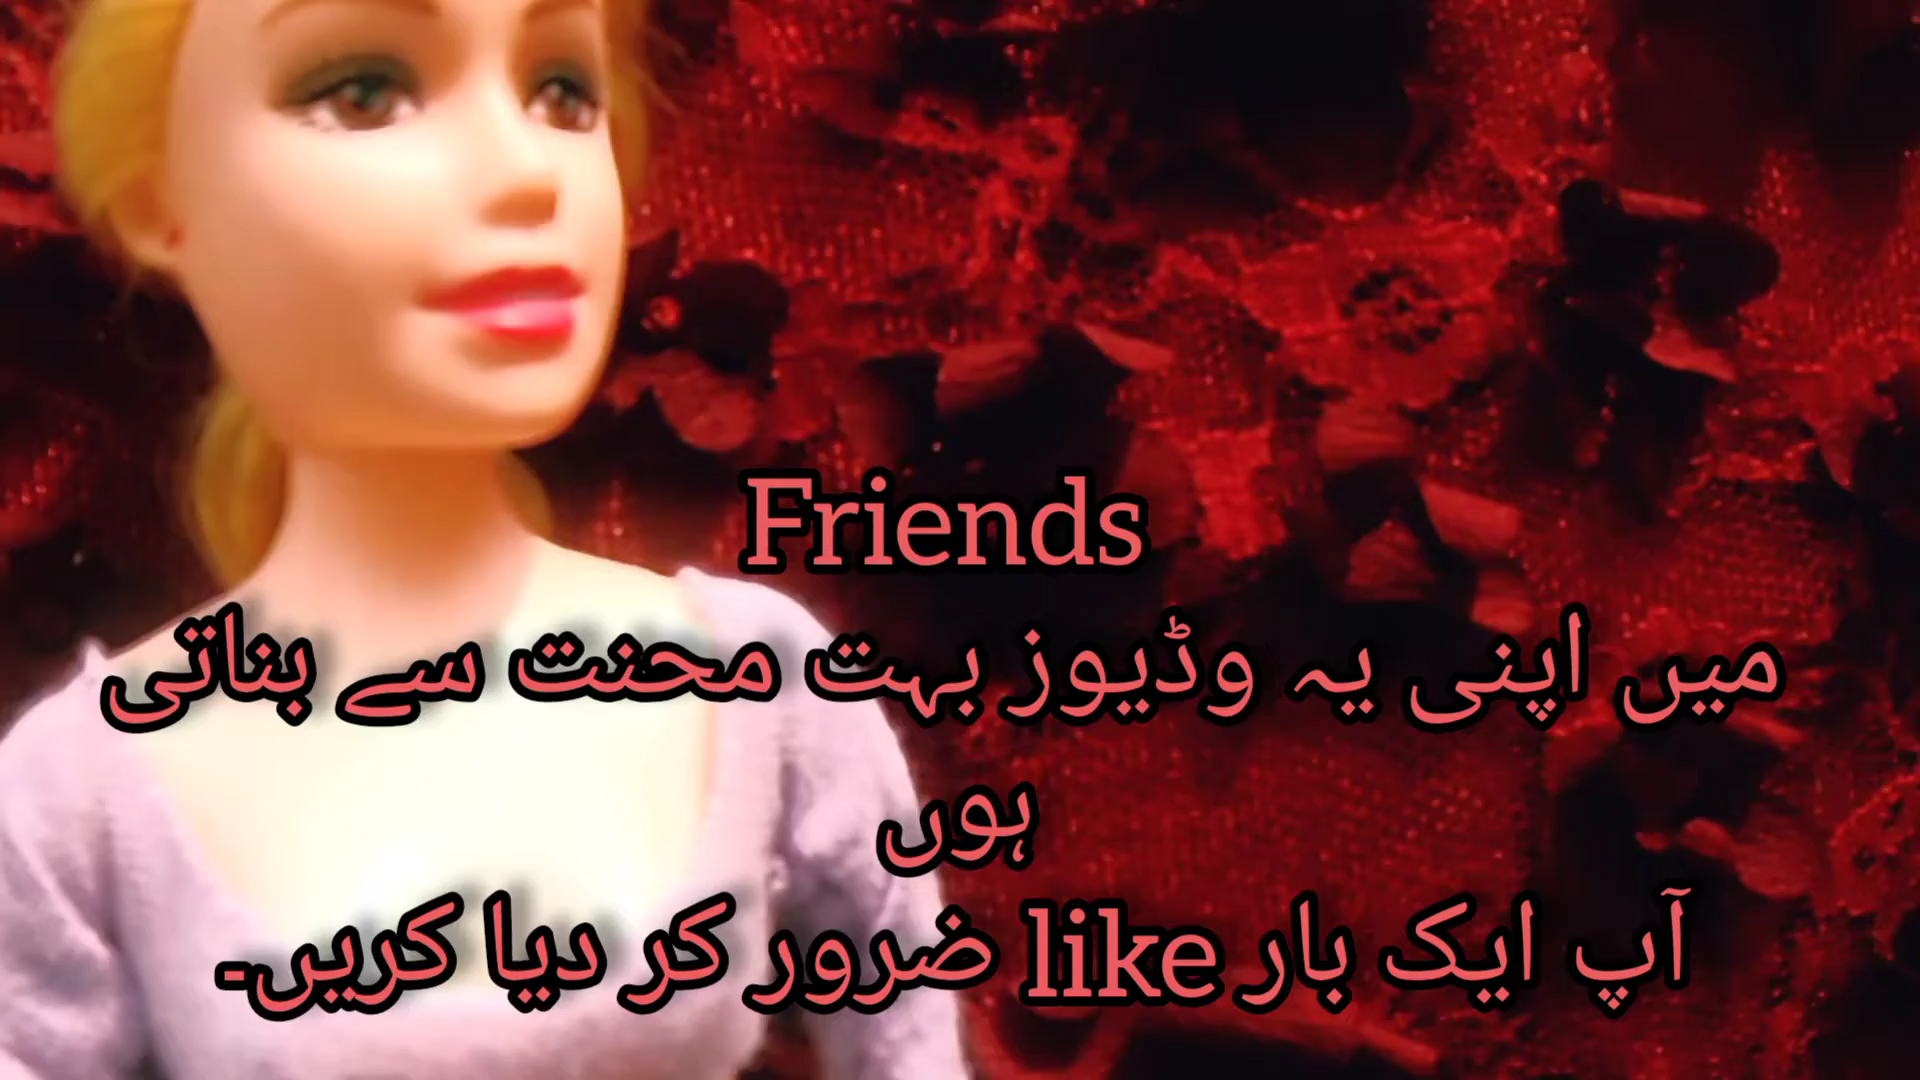 Friends
میں اپنی یہ وڈیوز بہت محنت سے بناتی
ہوں
آپ ایک بار like ضرور کر دیا کریں۔